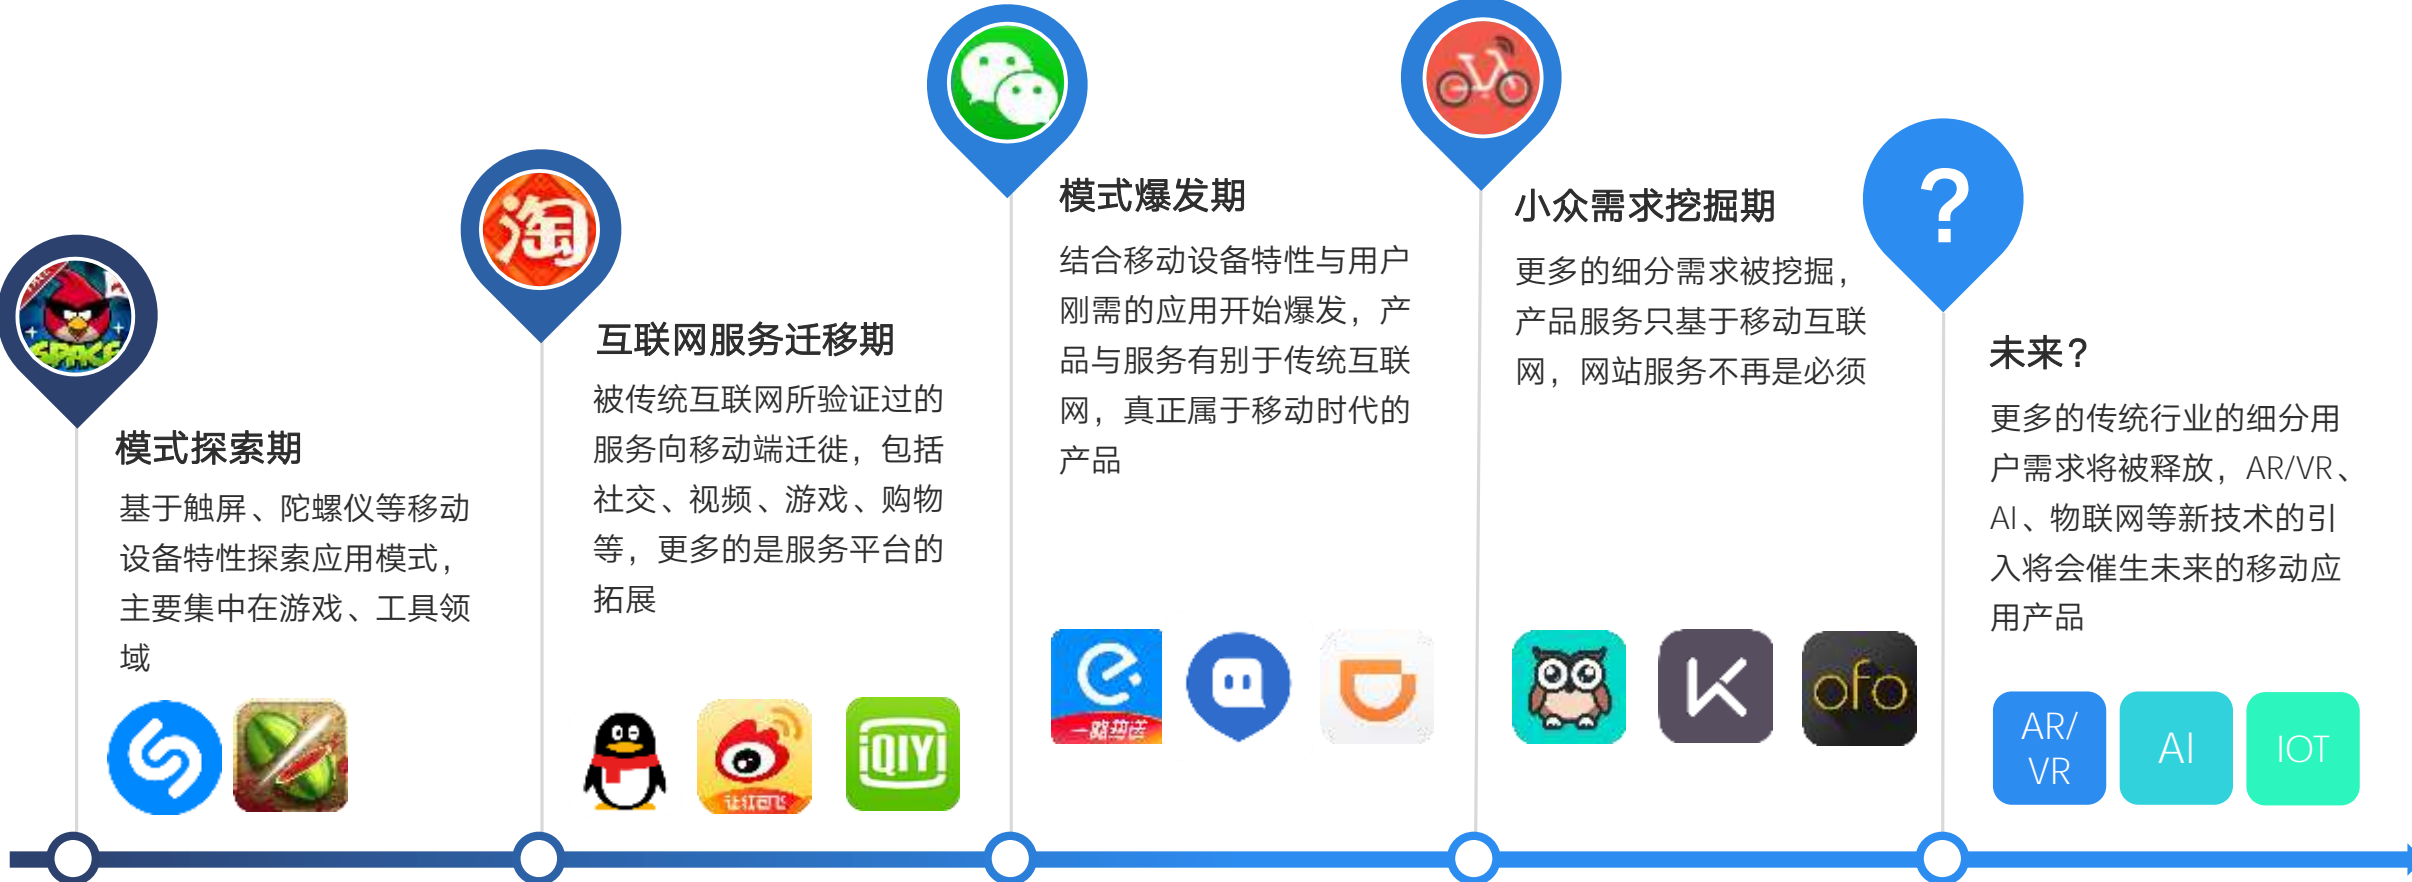 模式探索期
基于触屏、陀螺仪等移动
设备特性探索应用模式，
主要集中在游戏、工具领
域
SPACE
淘
互联网服务迁移期
被传统互联网所验证过的
服务向移动端迁徙，包括
社交、视频、游戏、购物
等，更多的是服务平台的
拓展
让红包飞
iQIYI
模式爆发期
结合移动设备特性与用户
刚需的应用开始爆发，产
品与服务有别于传统互联
网，真正属于移动时代的
产品
e
一路热送
小众需求挖掘期
更多的细分需求被挖掘，
产品服务只基于移动互联
网，网站服务不再是必须
K
ofo
?
未来？
更多的传统行业的细分用
户需求将被释放，AR/VR、
AI、物联网等新技术的引
入将会催生未来的移动应
用产品
AR/
VR
AI
IOT